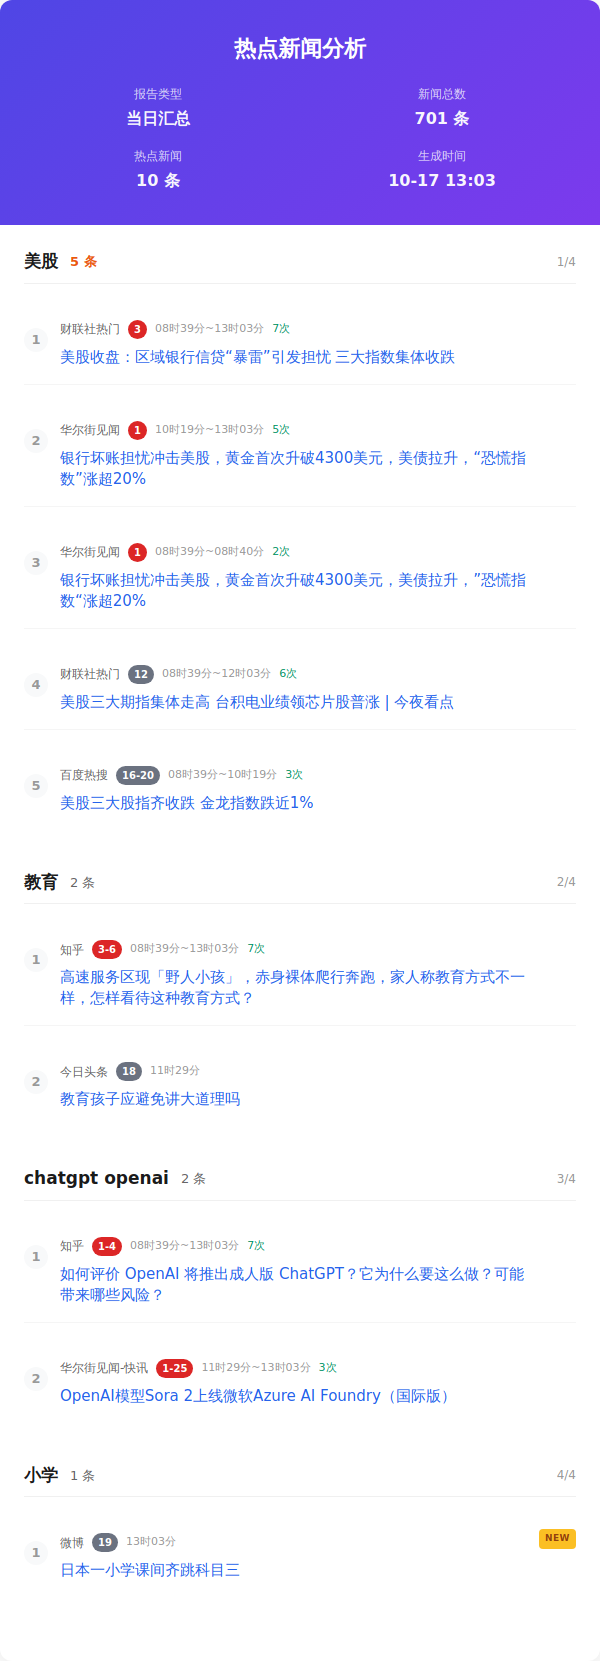 热点新闻分析
报告类型
新闻总数
当日汇总
701 条
热点新闻
生成时间
10 条
10-17 13:03
美股 5 条 1/4
1
财联社热门 3 08时39分~13时03分 7次
美股收盘：区域银行信贷“暴雷”引发担忧 三大指数集体收跌
2
华尔街见闻 1 10时19分~13时03分 5次
银行坏账担忧冲击美股，黄金首次升破4300美元，美债拉升，“恐慌指
数”涨超20%
3
华尔街见闻 1 08时39分~08时40分 2次
银行坏账担忧冲击美股，黄金首次升破4300美元，美债拉升，”恐慌指
数“涨超20%
4
财联社热门 12 08时39分~12时03分 6次
美股三大期指集体走高 台积电业绩领芯片股普涨 | 今夜看点
5
百度热搜 16-20 08时39分~10时19分 3次
美股三大股指齐收跌 金龙指数跌近1%
教育 2 条 2/4
1
知乎 3-6 08时39分~13时03分 7次
高速服务区现「野人小孩」，赤身裸体爬行奔跑，家人称教育方式不一
样，怎样看待这种教育方式？
2
今日头条 18 11时29分
教育孩子应避免讲大道理吗
chatgpt openai 2 条 3/4
1
知乎 1-4 08时39分~13时03分 7次
如何评价 OpenAI 将推出成人版 ChatGPT？它为什么要这么做？可能
带来哪些风险？
2
华尔街见闻-快讯 1-25 11时29分~13时03分 3次
OpenAI模型Sora 2上线微软Azure AI Foundry（国际版）
小学 1 条 4/4
1
微博 19 13时03分 NEW
日本一小学课间齐跳科目三